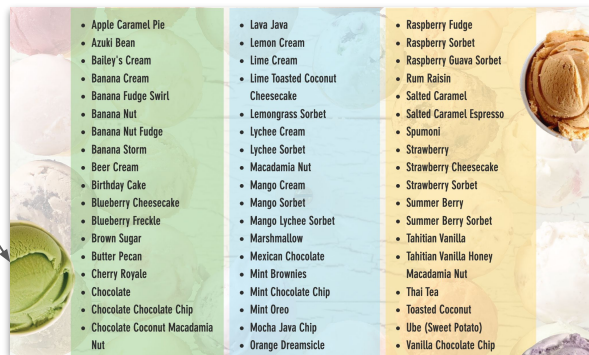 • Apple Caramel Pie
• Azuki Bean
• Bailey's Cream
• Banana Cream
• Banana Fudge Swirl
• Banana Nut
• Banana Nut Fudge
• Banana Storm
• Beer Cream
• Birthday Cake
• Blueberry Cheesecake
• Blueberry Freckle
• Brown Sugar
• Butter Pecan
• Cherry Royale
• Chocolate
• Chocolate Chocolate Chip
• Chocolate Coconut Macadamia
Nut
• Lava Java
• Lemon Cream
• Lime Cream
• Lime Toasted Coconut
Cheesecake
• Lemongrass Sorbet
• Lychee Cream
• Lychee Sorbet
• Macadamia Nut
• Mango Cream
• Mango Sorbet
• Mango Lychee Sorbet
• Marshmallow
• Mexican Chocolate
• Mint Brownies
• Mint Chocolate Chip
• Mint Oreo
• Mocha Java Chip
• Orange Dreamsicle
• Raspberry Fudge
• Raspberry Sorbet
• Raspberry Guava Sorbet
• Rum Raisin
• Salted Caramel
• Salted Caramel Espresso
• Spumoni
• Strawberry
• Strawberry Cheesecake
• Strawberry Sorbet
• Summer Berry
• Summer Berry Sorbet
• Tahitian Vanilla
• Tahitian Vanilla Honey
Macadamia Nut
• Thai Tea
• Toasted Coconut
• Ube (Sweet Potato)
• Vanilla Chocolate Chip